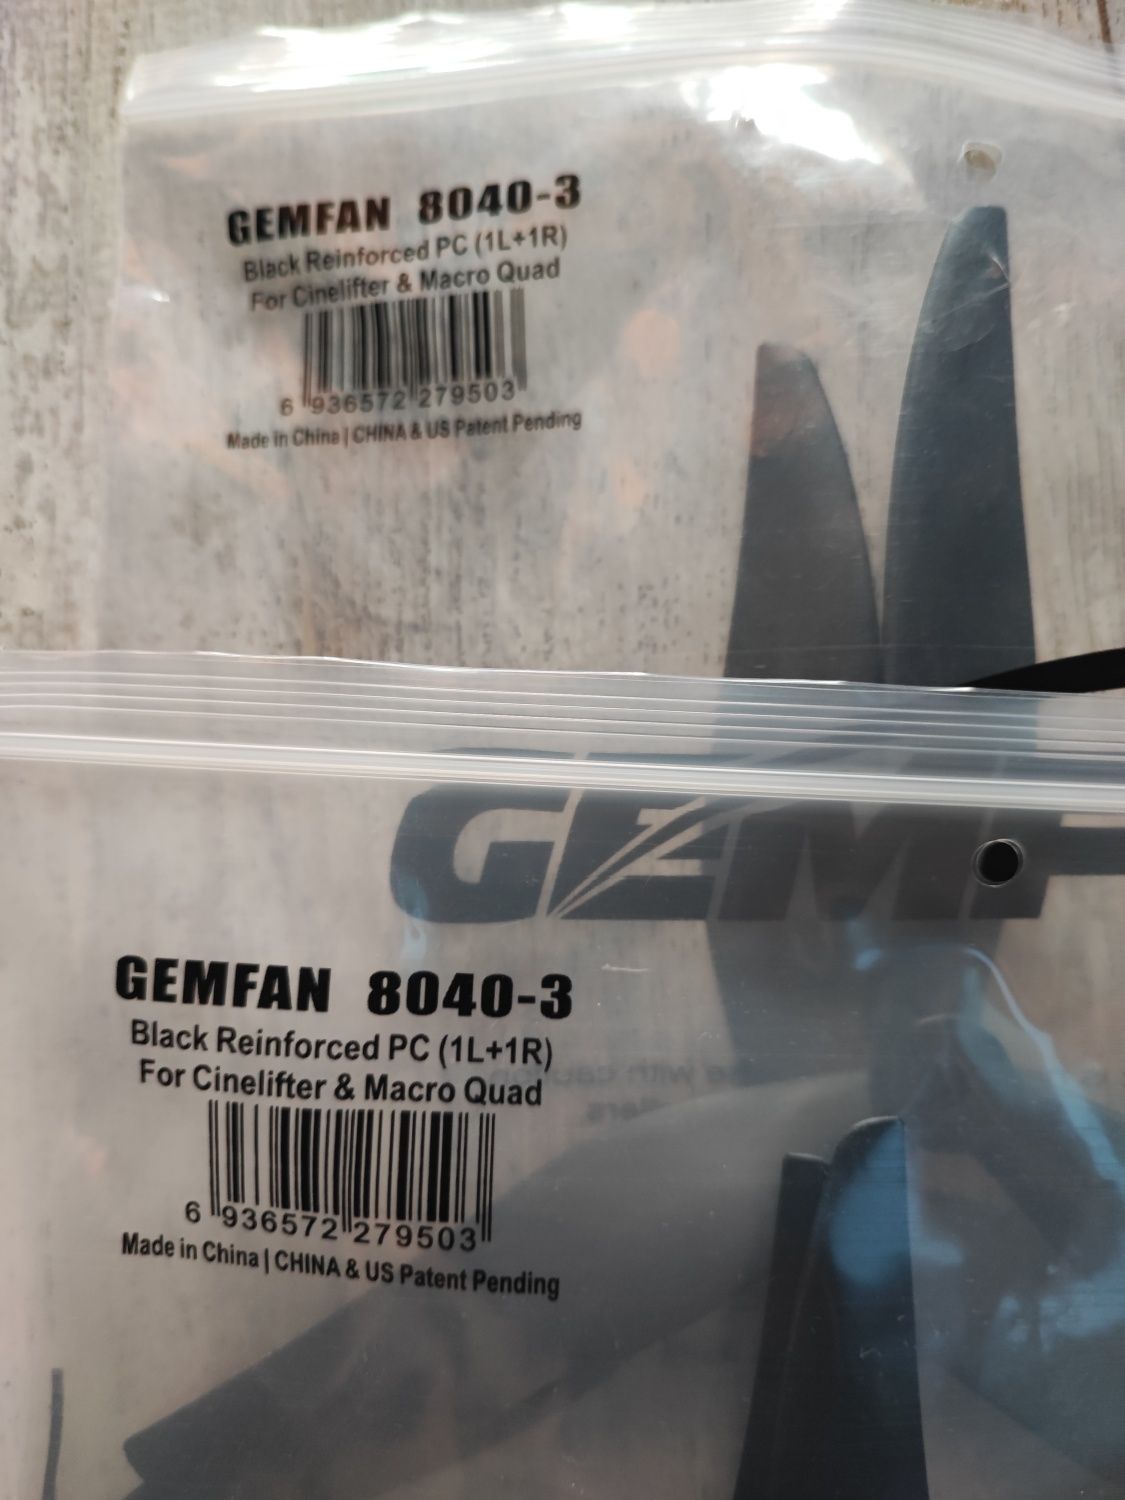 GEMFAN 8040-3
Black Reinforced PC (1L+1R)
For Cinelifter & Macro Quad
6 936572 279503
Made in China | CHINA & US Patent Pending
GEMF
GEMFAN 8040-3
Black Reinforced PC (1L+1R)
For Cinelifter & Macro Quad
6 936572 279503
Made in China | CHINA & US Patent Pending